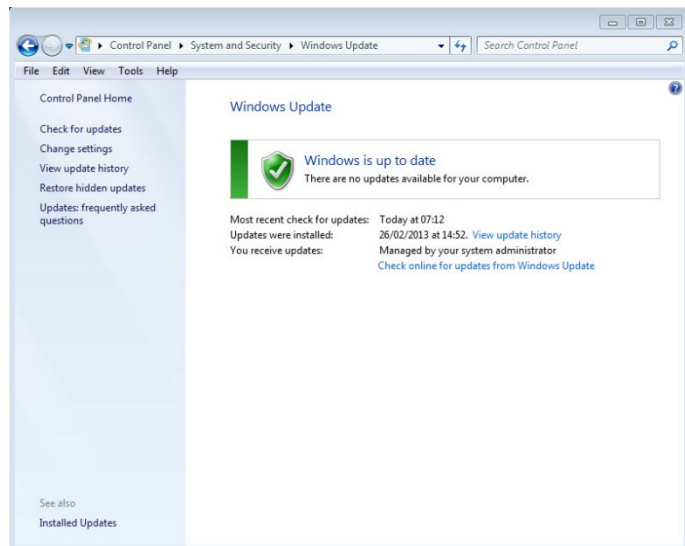 Control Panel ▸ System and Security ▸ Windows Update
Search Control Panel
File Edit View Tools Help
Control Panel Home
Check for updates
Change settings
View update history
Restore hidden updates
Updates: frequently asked
questions
See also
Installed Updates
Windows Update
Windows is up to date
There are no updates available for your computer.
Most recent check for updates: Today at 07:12
Updates were installed: 26/02/2013 at 14:52. View update history
You receive updates: Managed by your system administrator
Check online for updates from Windows Update